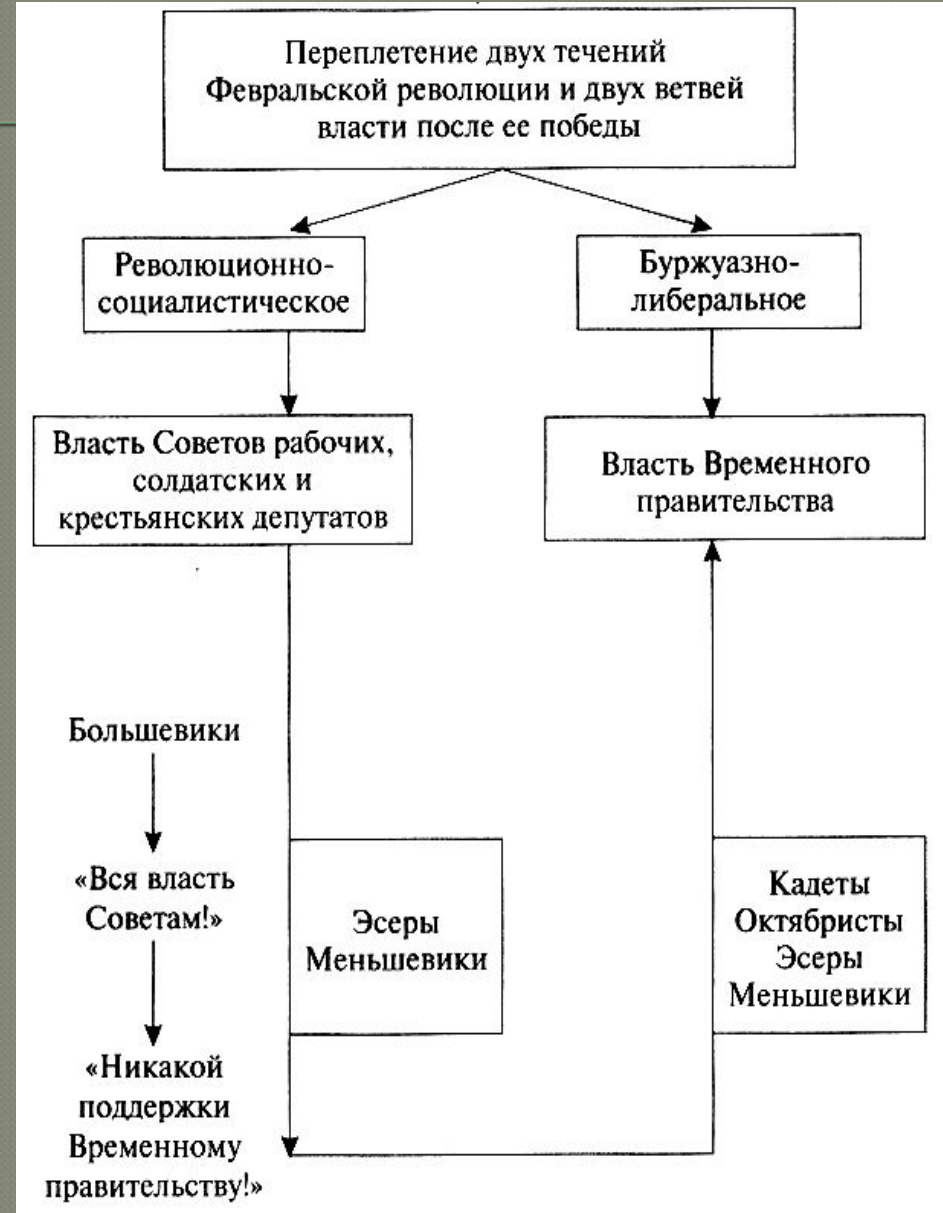 Переплетение двух течений
Февральской революции и двух ветвей
власти после ее победы
Революционно-
социалистическое
Буржуазно-
либеральное
Власть Советов рабочих,
солдатских и
крестьянских депутатов
Власть Временного
правительства
Большевики
«Вся власть
Советам!»
«Никакой
поддержки
Временному
правительству!»
Эсеры
Меньшевики
Кадеты
Октябристы
Эсеры
Меньшевики